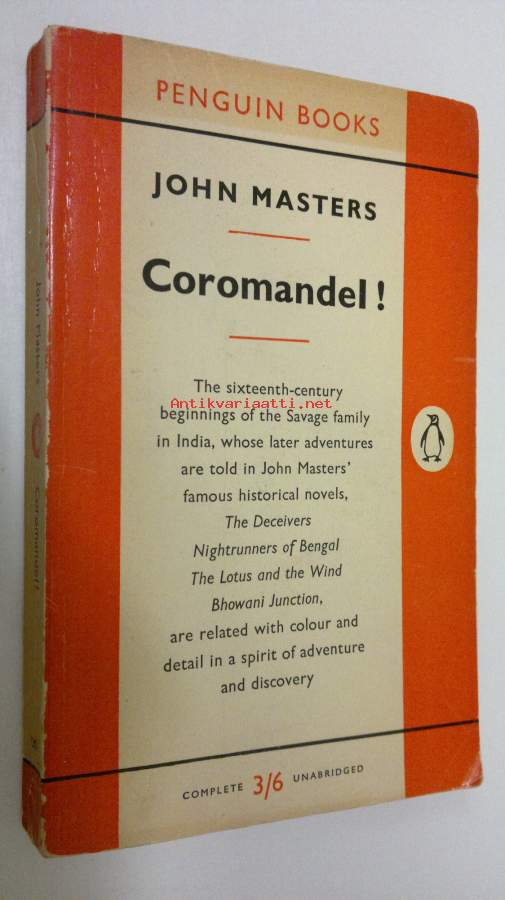 PENGUIN BOOKS
JOHN MASTERS
Coromandel!
The sixteenth-century
Antikvariaatti.net
beginnings of the Savage family
in India, whose later adventures
are told in John Masters'
famous historical novels,
The Deceivers
Nightrunners of Bengal
The Lotus and the Wind
Bhowani Junction,
are related with colour and
detail in a spirit of adventure
and discovery
COMPLETE 3/6 UNABRIDGED
John Masters
Coromandel!